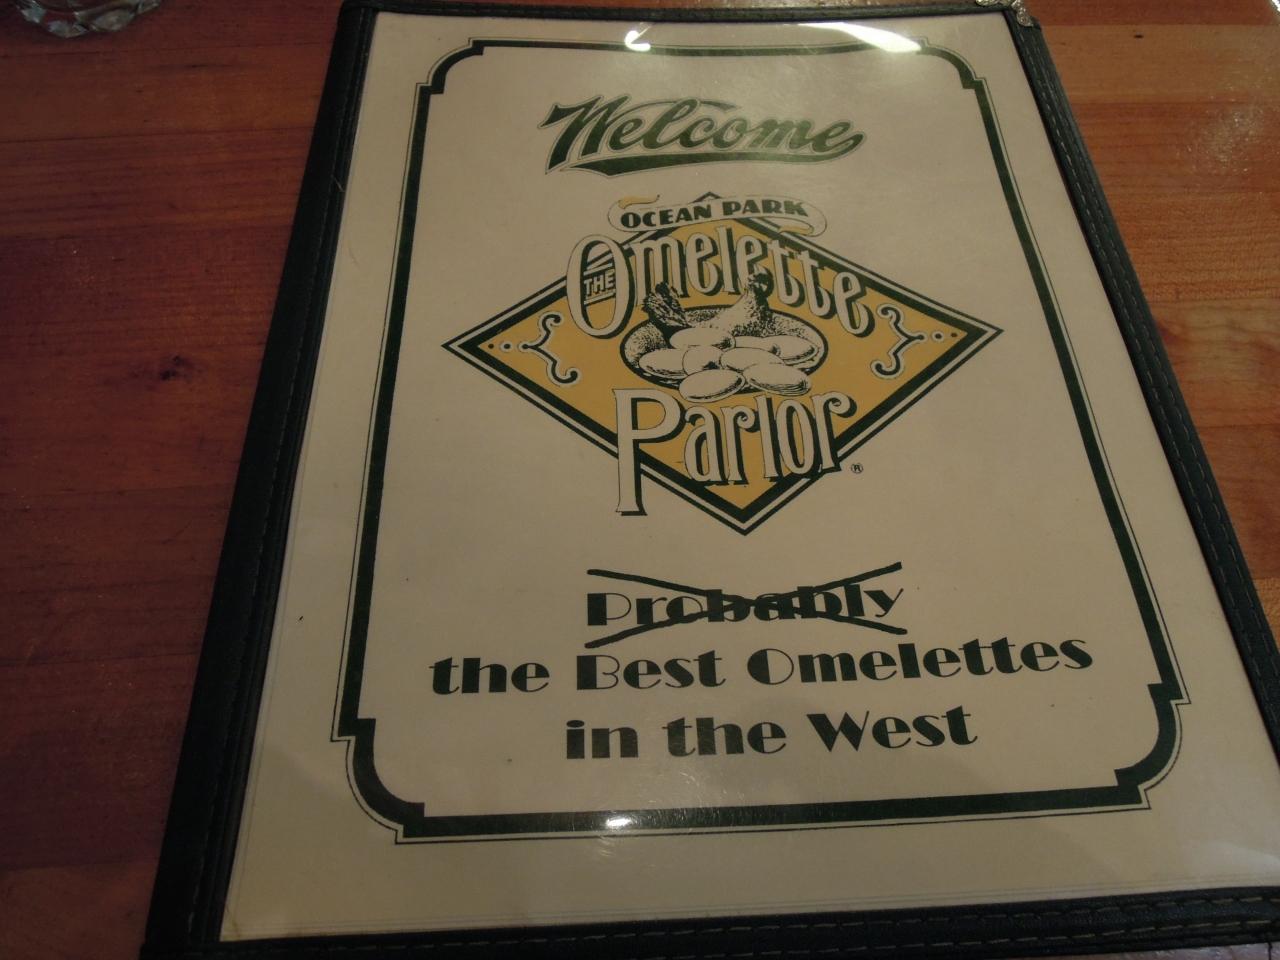 Welcome
OCEAN PARK
THE Omelette
Parlor ®
Probably
the Best Omelettes
in the West